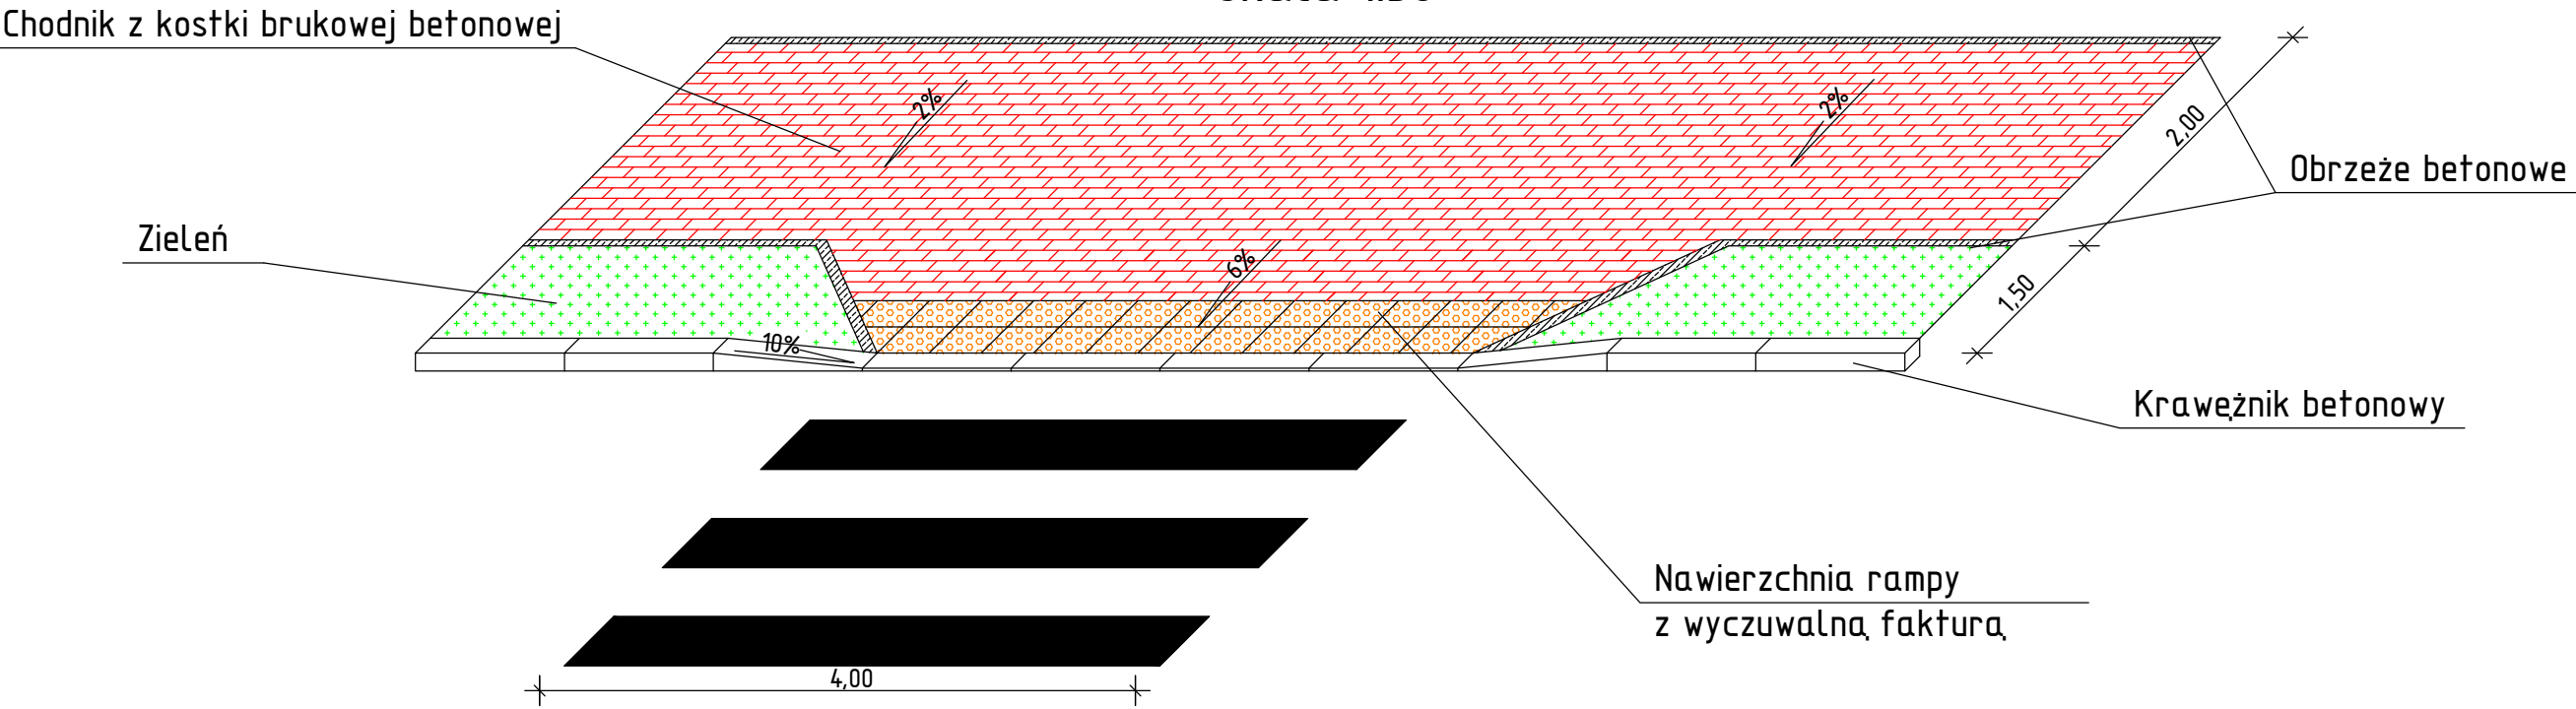 Chodnik z kostki brukowej betonowej
2%
2%
2,00
Obrzeże betonowe
Zieleń
6%
1,50
10%
Krawężnik betonowy
Nawierzchnia rampy
z wyczuwalną fakturą
4,00